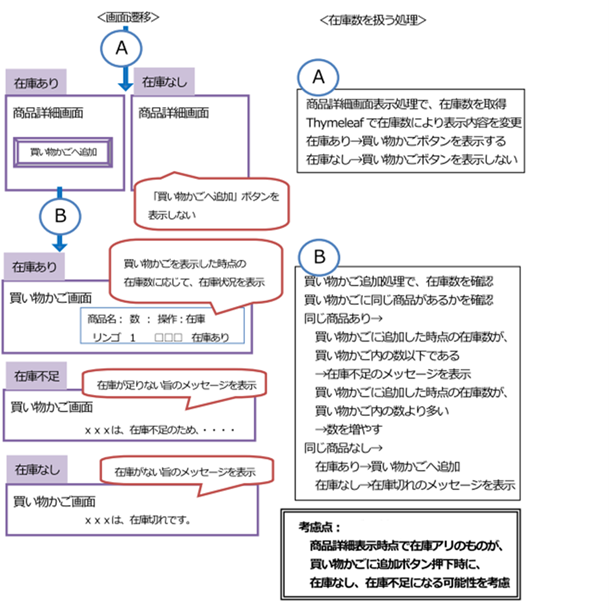 ＜画面遷移＞
A
在庫あり
在庫なし
商品詳細画面
商品詳細画面
買い物かごへ追加
「買い物かごへ追加」ボタンを
表示しない
B
在庫あり
買い物かごを表示した時点の
在庫数に応じて、在庫状況を表示
買い物かご画面
商品名： 数 ： 操作：在庫
リンゴ 1 □□□ 在庫あり
在庫不足
在庫が足りない旨のメッセージを表示
買い物かご画面
ｘｘｘは、在庫不足のため、・・・・
在庫なし
在庫がない旨のメッセージを表示
買い物かご画面
ｘｘｘは、在庫切れです。
＜在庫数を扱う処理＞
A
商品詳細画面表示処理で、在庫数を取得
Thymeleaf で在庫数により表示内容を変更
在庫あり→買い物かごボタンを表示する
在庫なし→買い物かごボタンを表示しない
B
買い物かご追加処理で、在庫数を確認
買い物かごに同じ商品があるかを確認
同じ商品あり→
買い物かごに追加した時点の在庫数が、
買い物かご内の数以下である
→在庫不足のメッセージを表示
買い物かごに追加した時点の在庫数が、
買い物かご内の数より多い
→数を増やす
同じ商品なし→
在庫あり→買い物かごへ追加
在庫なし→在庫切れのメッセージを表示
考慮点：
商品詳細表示時点で在庫アリのものが、
買い物かごに追加ボタン押下時に、
在庫なし、在庫不足になる可能性を考慮